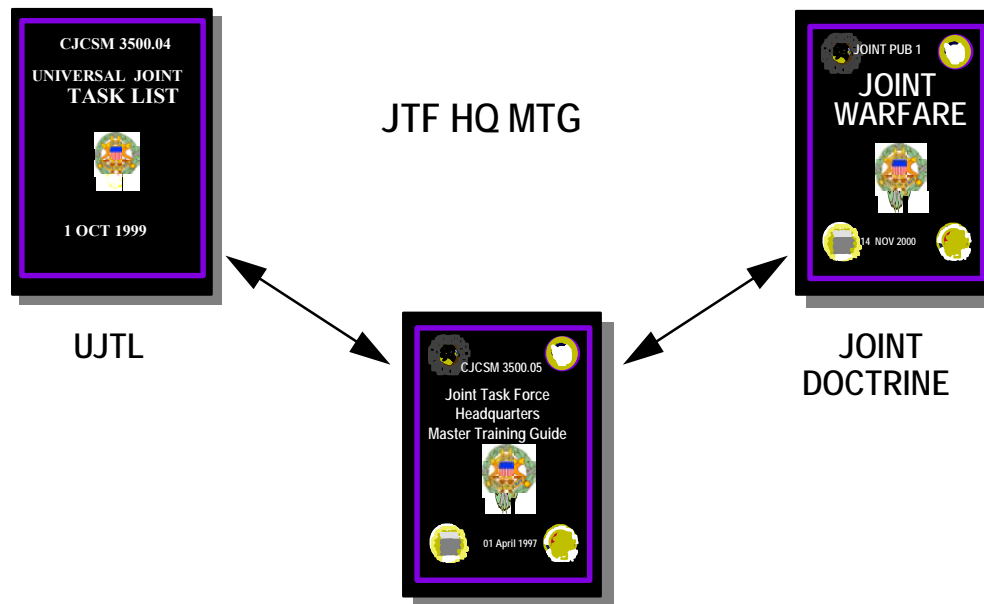 CJCSM 3500.04
UNIVERSAL JOINT
TASK LIST
1 OCT 1999
UJTL
JTF HQ MTG
JOINT PUB 1
JOINT
WARFARE
14 NOV 2000
JOINT
DOCTRINE
CJCSM 3500.05
Joint Task Force
Headquarters
Master Training Guide
01 April 1997